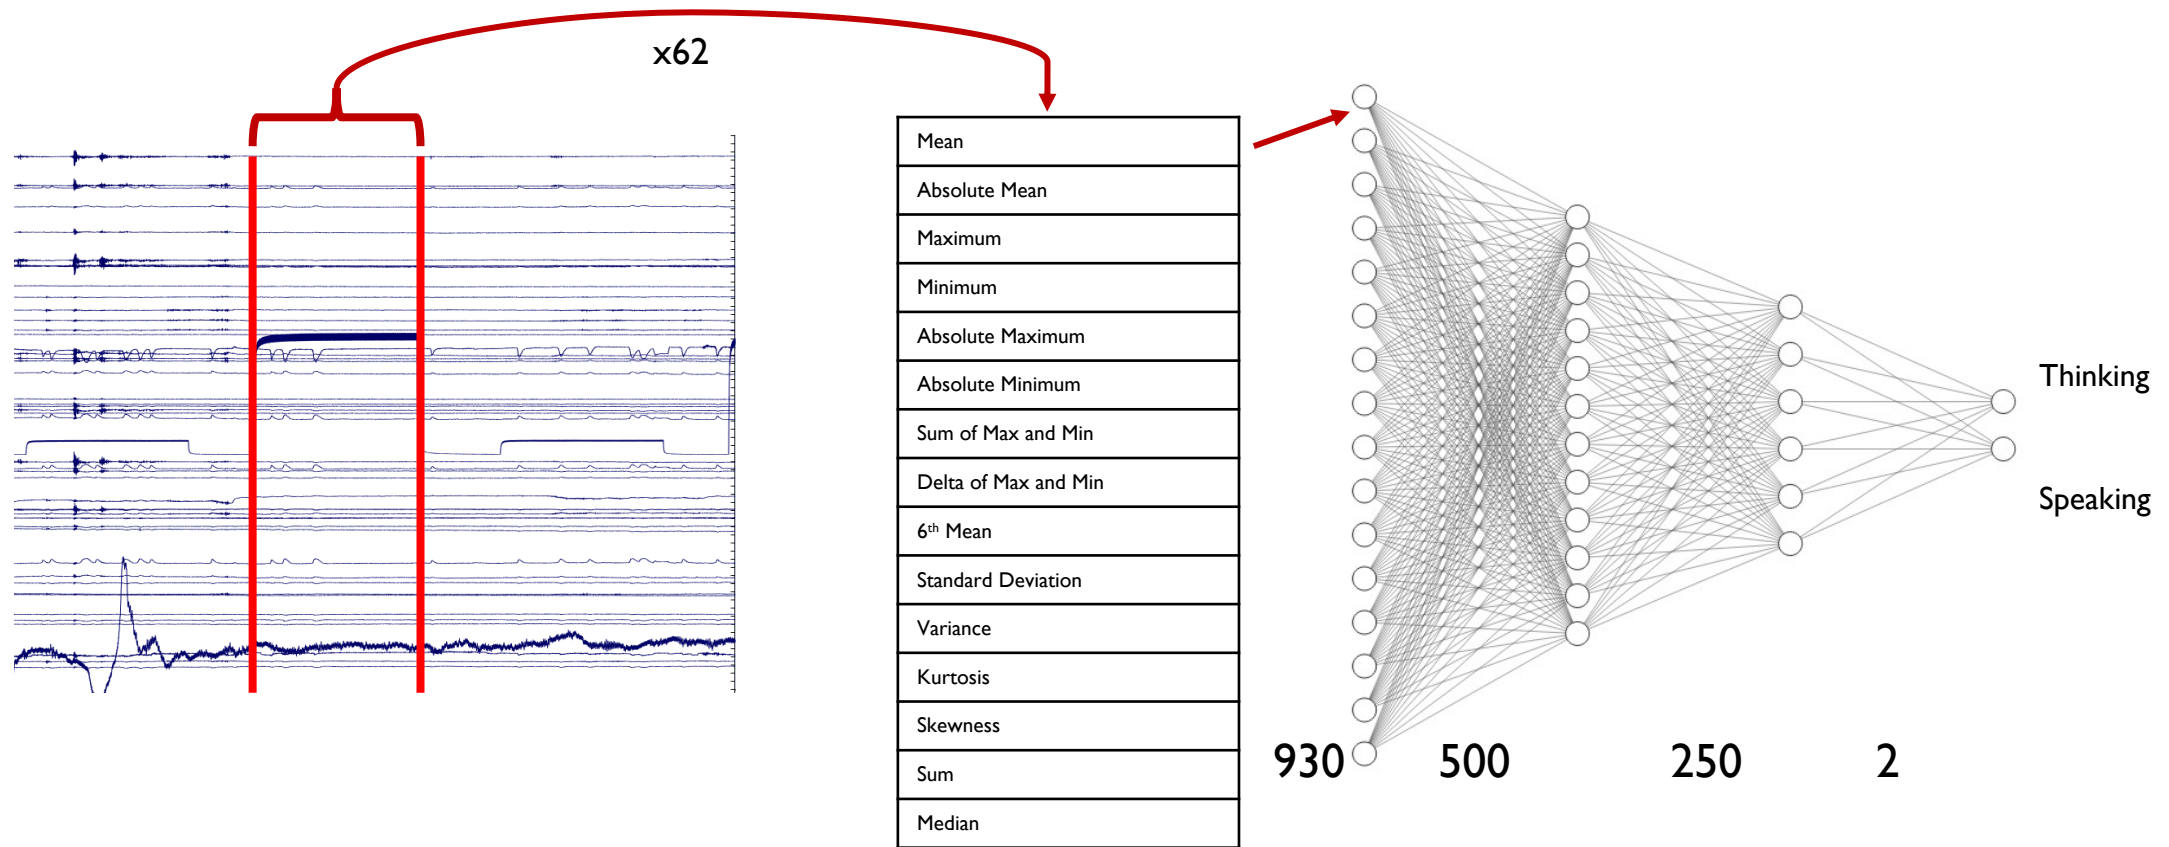 x62
Mean
Absolute Mean
Maximum
Minimum
Absolute Maximum
Absolute Minimum
Sum of Max and Min
Delta of Max and Min
6th Mean
Standard Deviation
Variance
Kurtosis
Skewness
Sum
Median
930 500 250 2
Thinking
Speaking